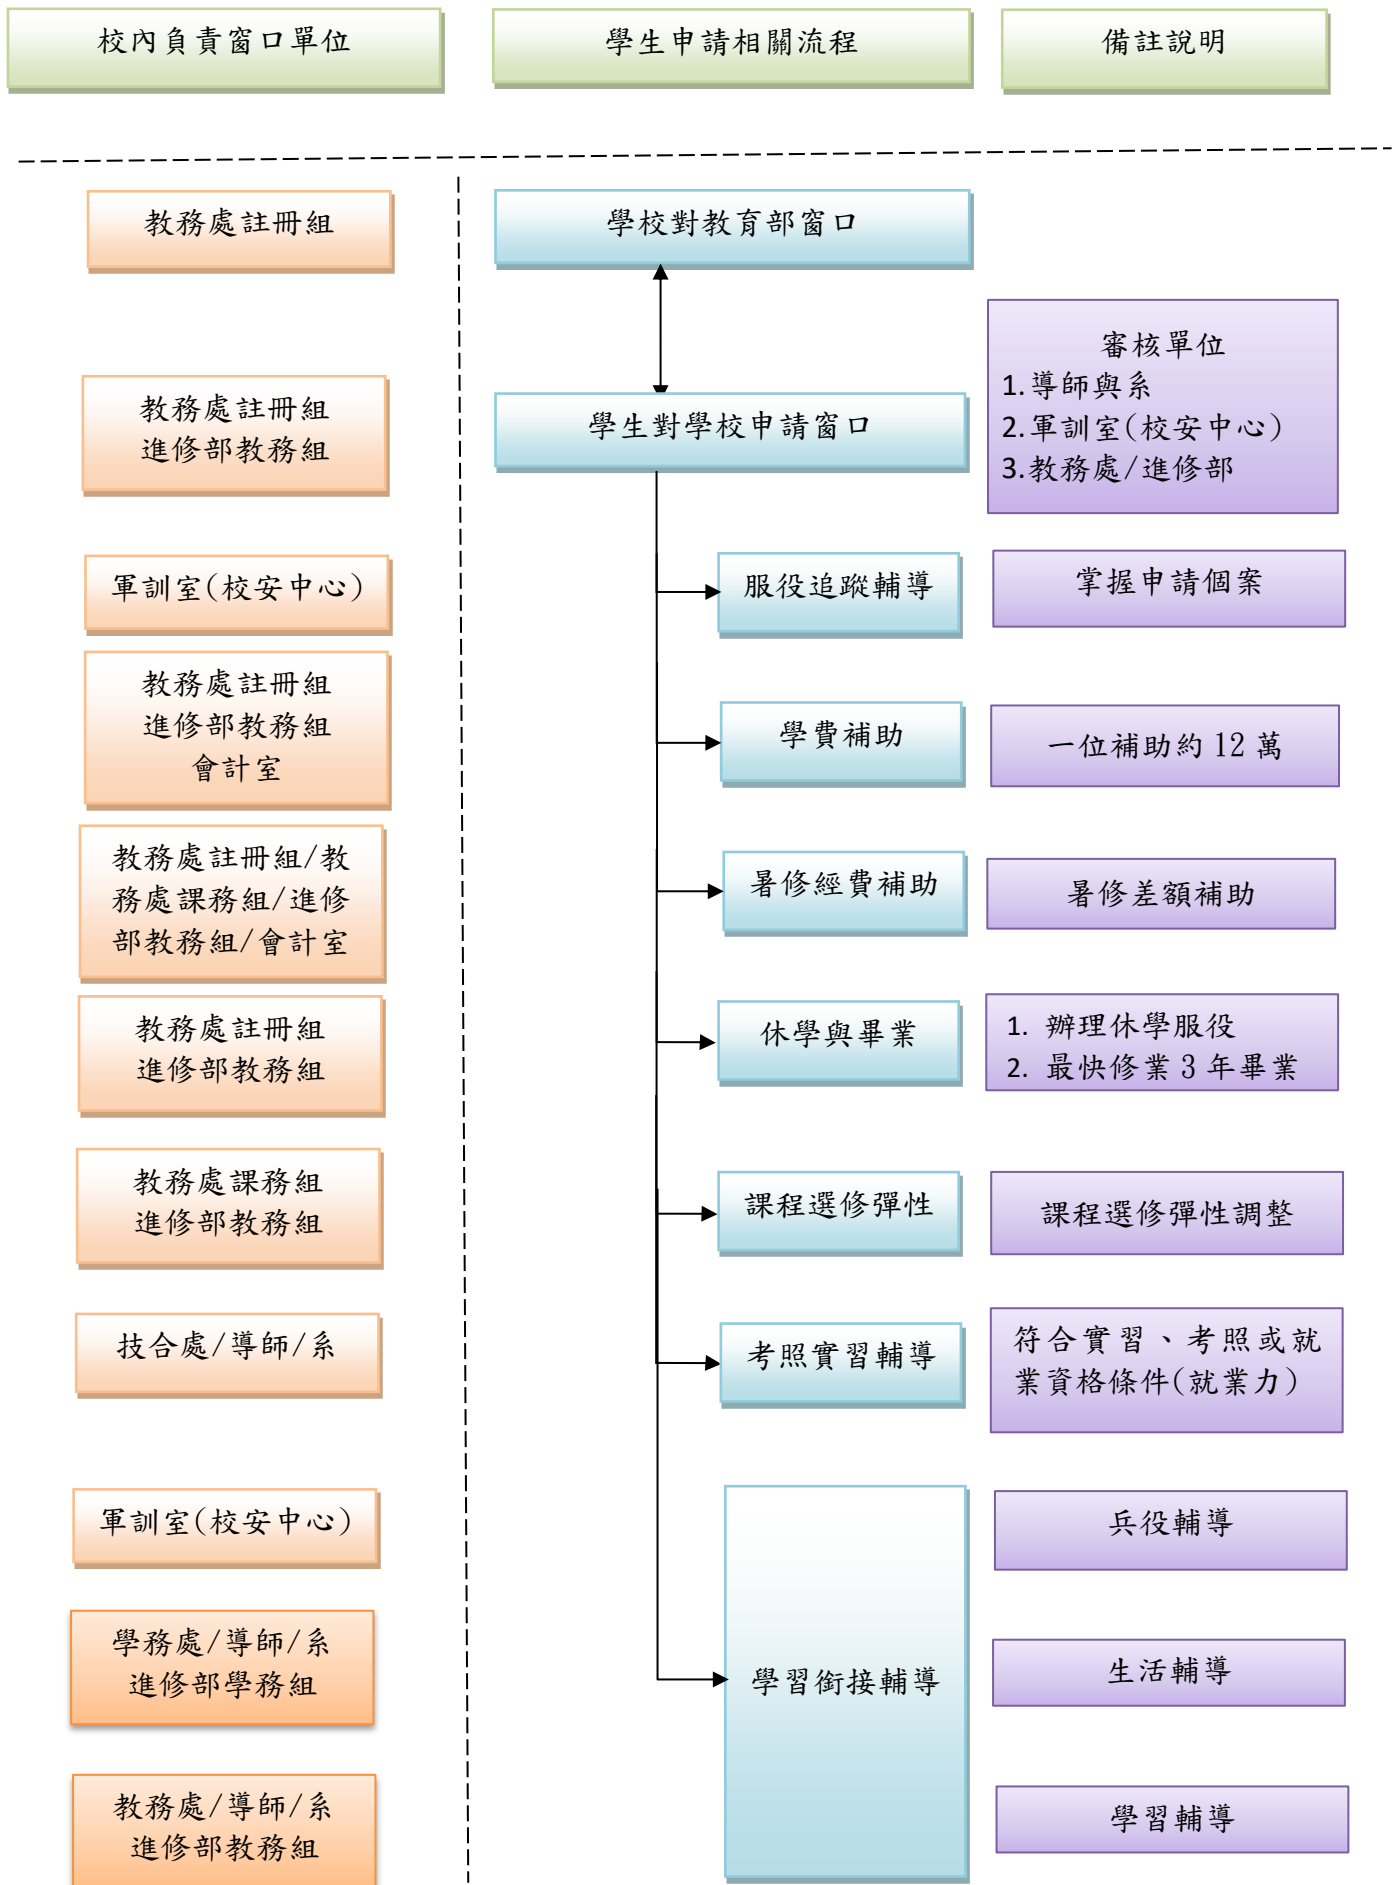 校內負責窗口單位
學生申請相關流程
備註說明
教務處註冊組
學校對教育部窗口
教務處註冊組
進修部教務組
學生對學校申請窗口
審核單位
1.導師與系
2.軍訓室(校安中心)
3.教務處/進修部
軍訓室(校安中心)
服役追蹤輔導
掌握申請個案
教務處註冊組
進修部教務組
會計室
學費補助
一位補助約 12 萬
教務處註冊組/教
務處課務組/進修
部教務組/會計室
暑修經費補助
暑修差額補助
教務處註冊組
進修部教務組
休學與畢業
1. 辦理休學服役
2. 最快修業 3 年畢業
教務處課務組
進修部教務組
課程選修彈性
課程選修彈性調整
技合處/導師/系
考照實習輔導
符合實習、考照或就
業資格條件(就業力)
軍訓室(校安中心)
兵役輔導
學務處/導師/系
進修部學務組
學習銜接輔導
生活輔導
教務處/導師/系
進修部教務組
學習輔導